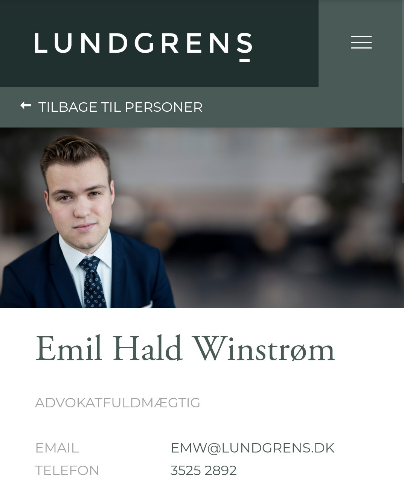 LUNDGRENS
← TILBAGE TIL PERSONER
Emil Hald Winstrøm
ADVOKATFULDMÆGTIG
EMAIL EMW@LUNDGRENS.DK
TELEFON 3525 2892